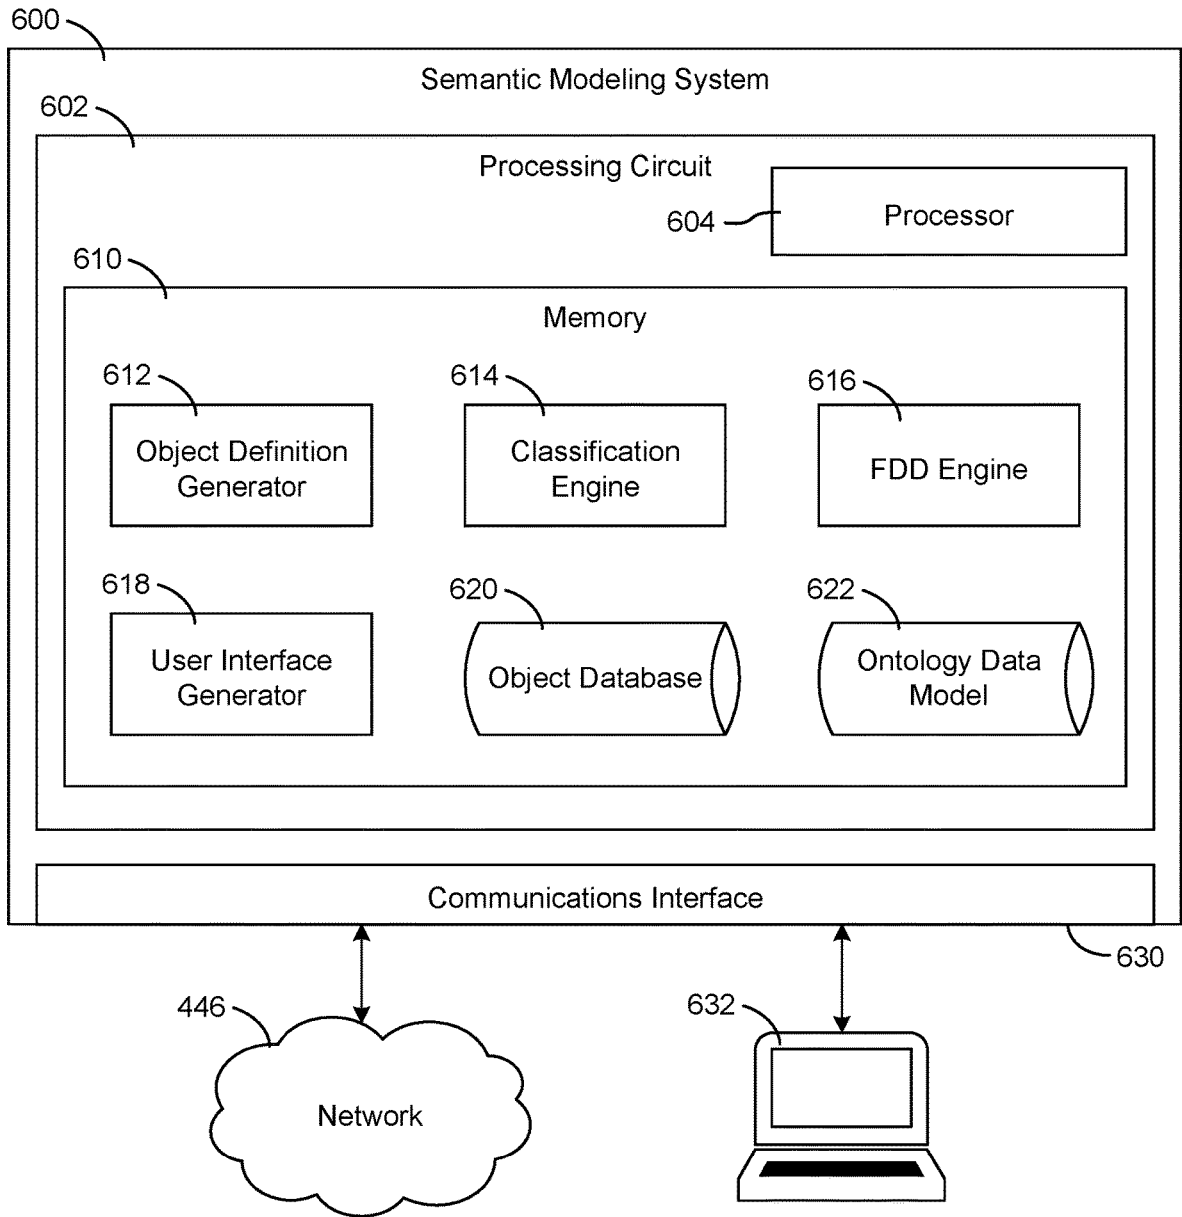 600
Semantic Modeling System
602
Processing Circuit
604
Processor
610
Memory
612
614
616
Object Definition
Generator
Classification
Engine
FDD Engine
618
620
622
User Interface
Generator
Object Database
Ontology Data
Model
Communications Interface
630
446
632
Network